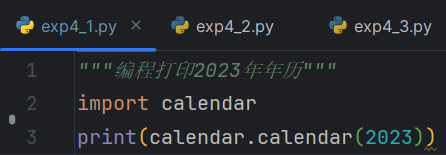 exp4_1.py × exp4_2.py exp4_3.py
1 """编程打印2023年年历"""
2 import calendar
3 print(calendar.calendar(2023))